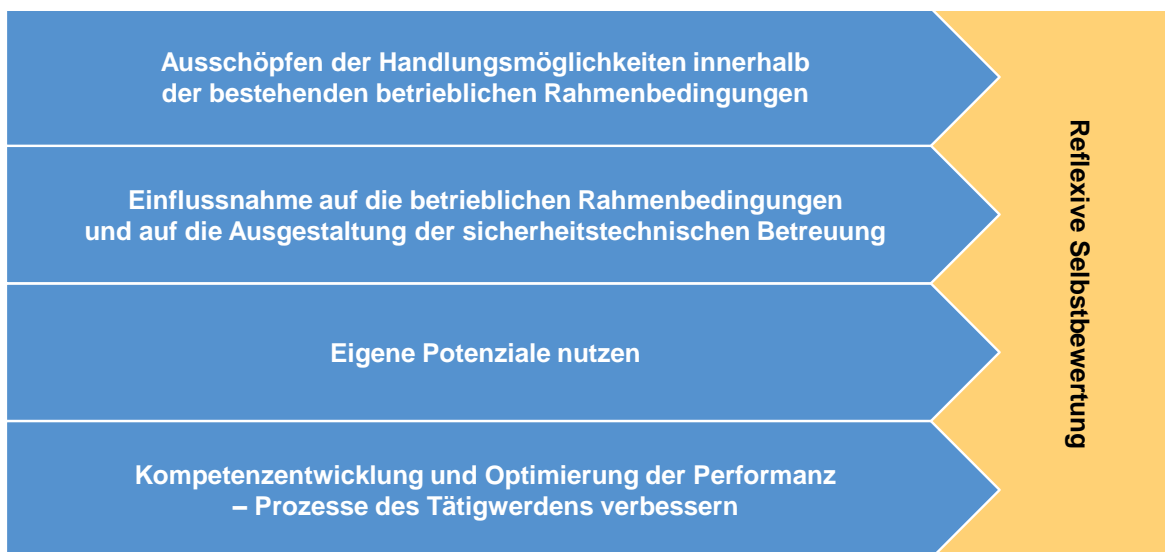 Ausschöpfen der Handlungsmöglichkeiten innerhalb
der bestehenden betrieblichen Rahmenbedingungen
Einflussnahme auf die betrieblichen Rahmenbedingungen
und auf die Ausgestaltung der sicherheitstechnischen Betreuung
Eigene Potenziale nutzen
Kompetenzentwicklung und Optimierung der Performanz
– Prozesse des Tätigwerdens verbessern
Reflexive Selbstbewertung